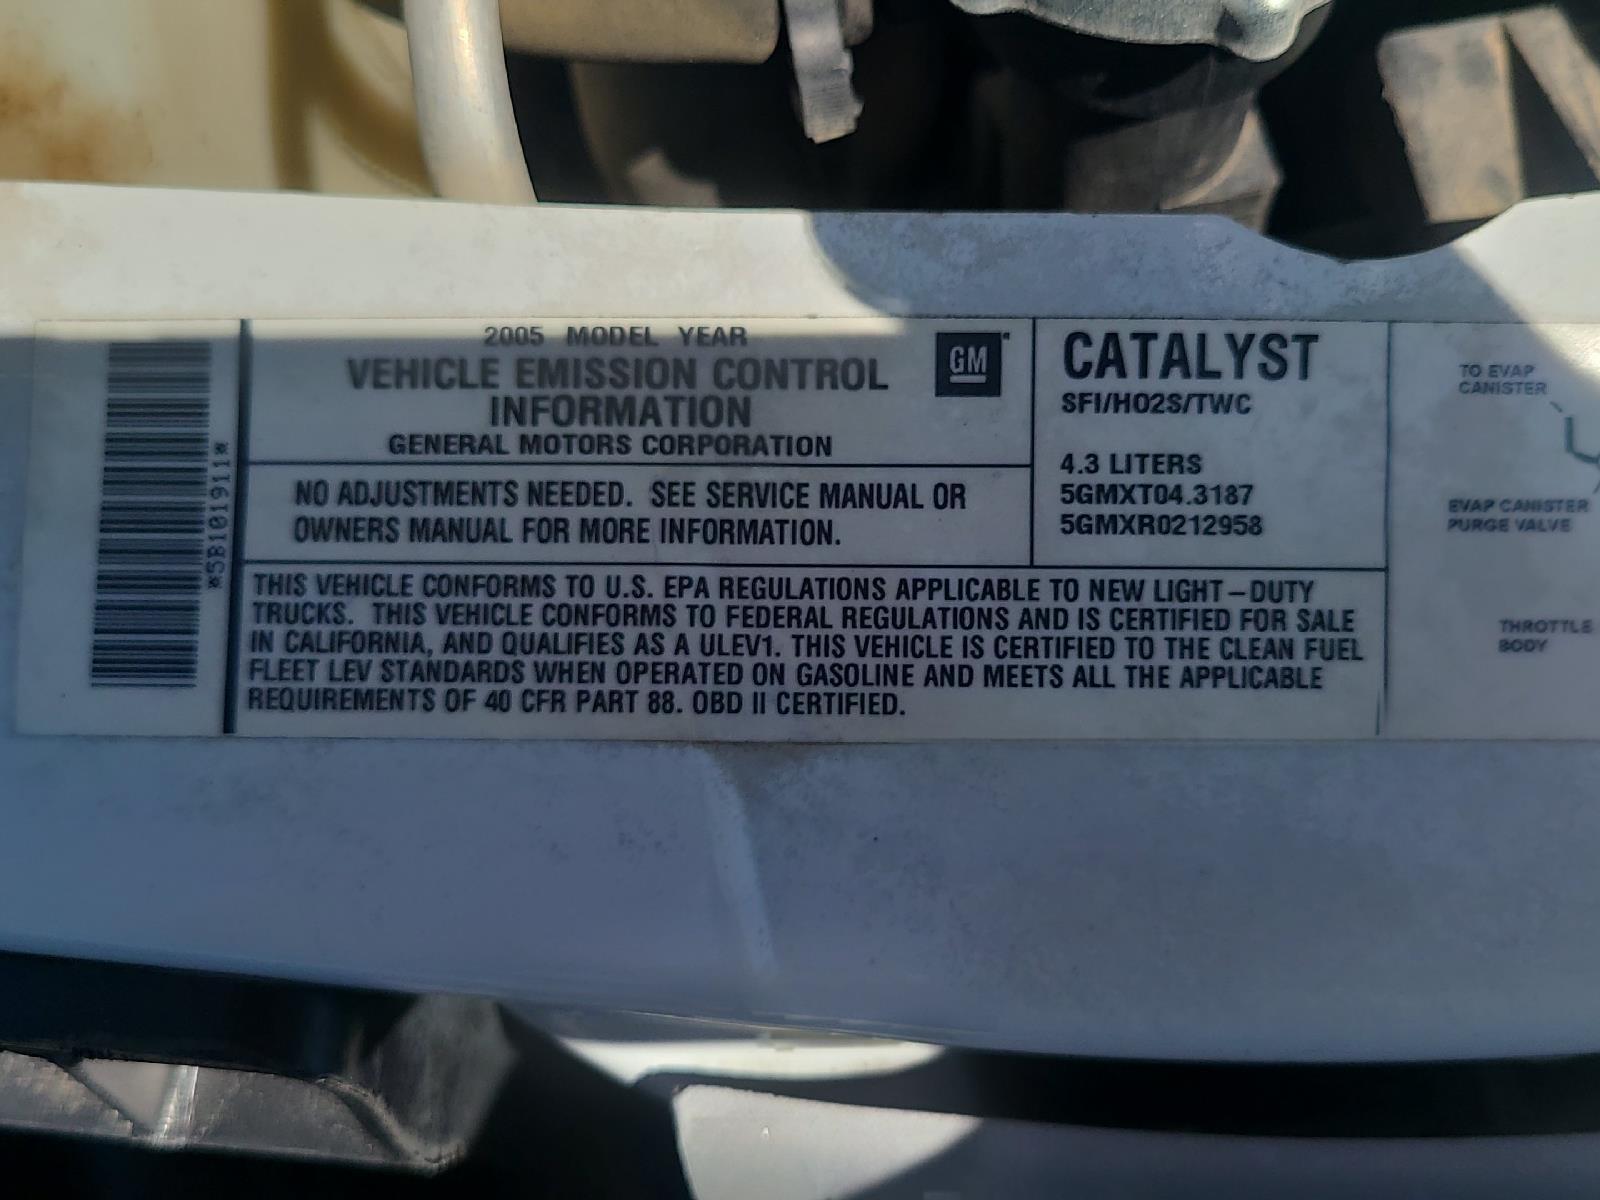 *5B101911*
2005 MODEL YEAR
VEHICLE EMISSION CONTROL
INFORMATION
GENERAL MOTORS CORPORATION
GM
NO ADJUSTMENTS NEEDED. SEE SERVICE MANUAL OR
OWNERS MANUAL FOR MORE INFORMATION.
CATALYST
SFI/HO2S/TWC
4.3 LITERS
5GMXT04.3187
5GMXR0212958
THIS VEHICLE CONFORMS TO U.S. EPA REGULATIONS APPLICABLE TO NEW LIGHT-DUTY
TRUCKS. THIS VEHICLE CONFORMS TO FEDERAL REGULATIONS AND IS CERTIFIED FOR SALE
IN CALIFORNIA, AND QUALIFIES AS A ULEV1. THIS VEHICLE IS CERTIFIED TO THE CLEAN FUEL
FLEET LEV STANDARDS WHEN OPERATED ON GASOLINE AND MEETS ALL THE APPLICABLE
REQUIREMENTS OF 40 CFR PART 88. OBD II CERTIFIED.
TO EVAP
CANISTER
EVAP CANISTER
PURGE VALVE
THROTTLE
BODY